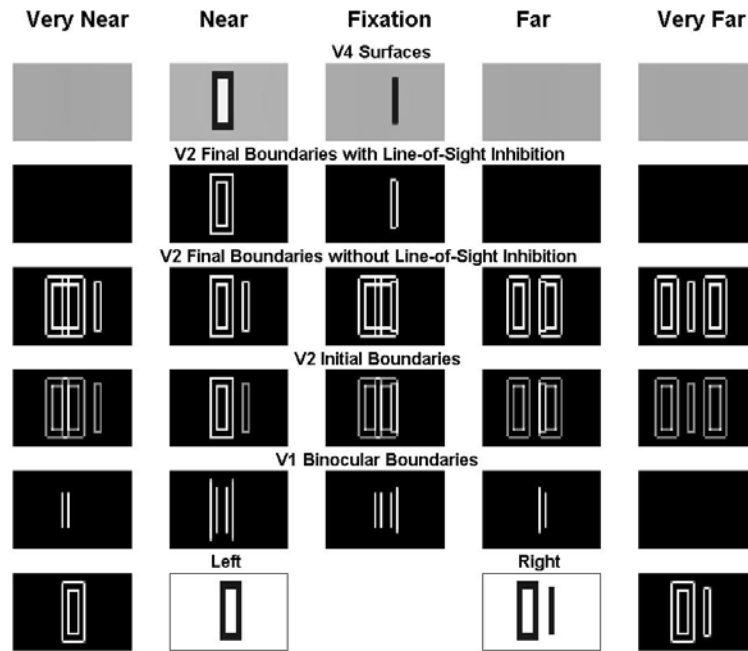 Very Near Near Fixation Far Very Far
V4 Surfaces
V2 Final Boundaries with Line-of-Sight Inhibition
V2 Final Boundaries without Line-of-Sight Inhibition
V2 Initial Boundaries
V1 Binocular Boundaries
Left Right